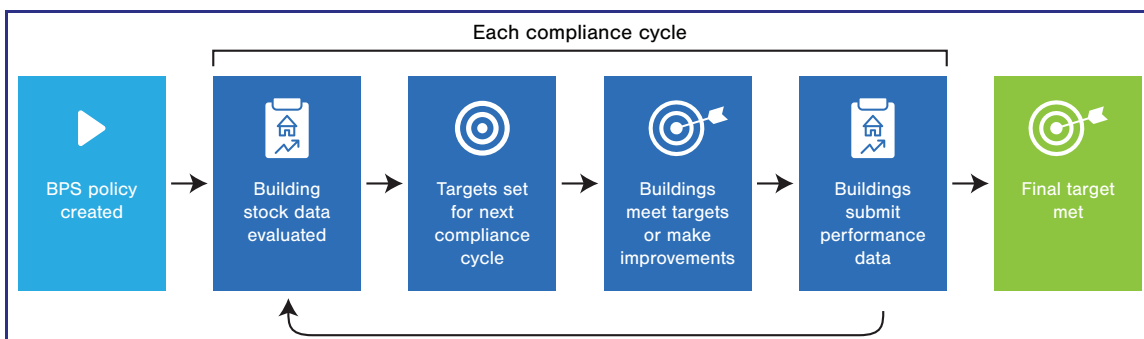 Each compliance cycle
BPS policy
created
Building
stock data
evaluated
Targets set
for next
compliance
cycle
Buildings
meet targets
or make
improvements
Buildings
submit
performance
data
Final target
met